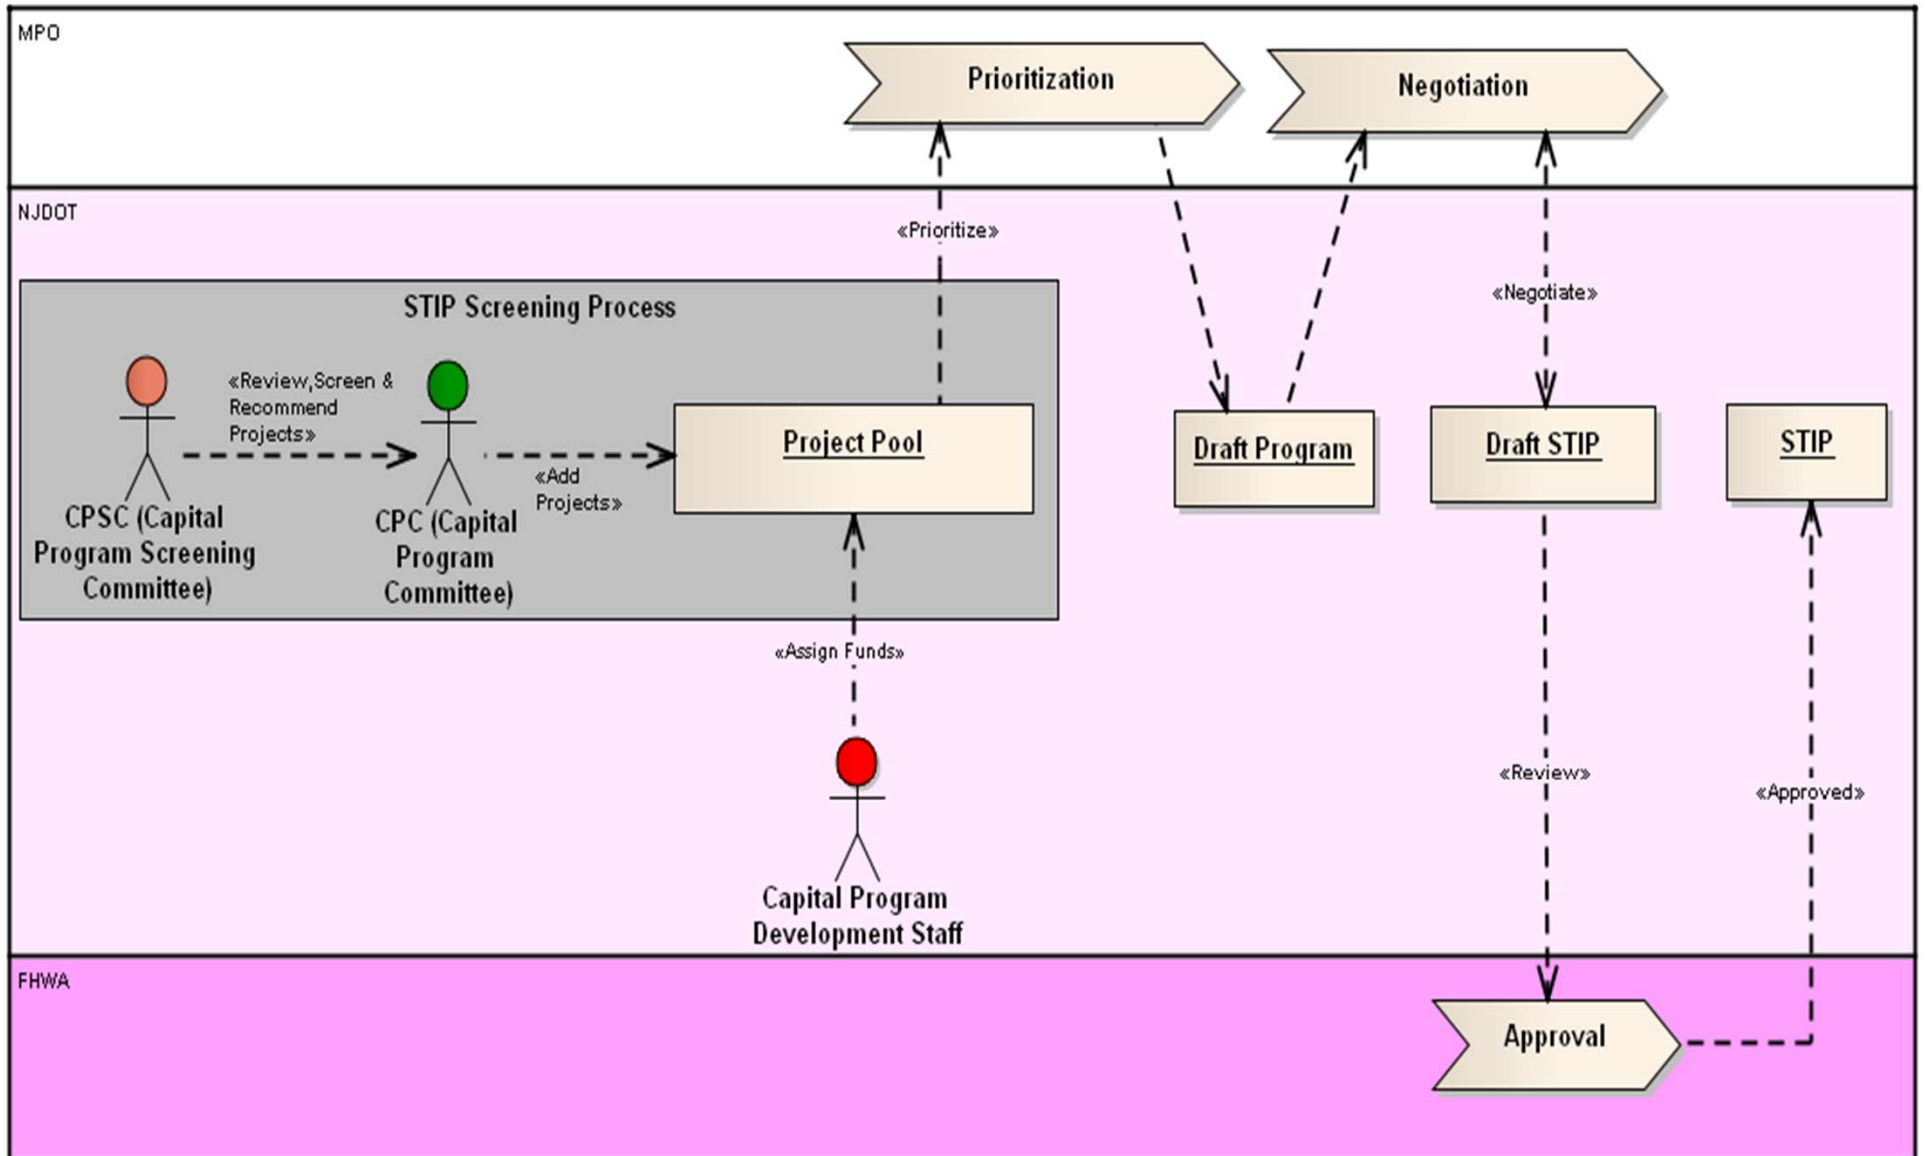 MPO
Prioritization
Negotiation
NJDOT
«Prioritize»
«Negotiate»
STIP Screening Process
«Review,Screen &
Recommend
Projects»
«Add
Projects»
Project Pool
Draft Program
Draft STIP
STIP
CPSC (Capital
Program Screening
Committee)
CPC (Capital
Program
Committee)
«Assign Funds»
«Review»
«Approved»
Capital Program
Development Staff
FHWA
Approval